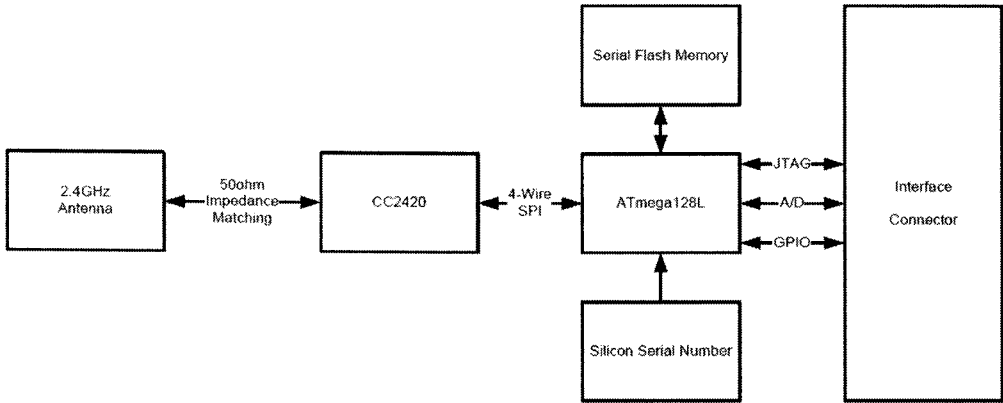 Serial Flash Memory
2.4GHz
Antenna
50ohm
Impedance
Matching
CC2420
4-Wire
SPI
ATmega128L
JTAG
A/D
GPIO
Interface
Connector
Silicon Serial Number